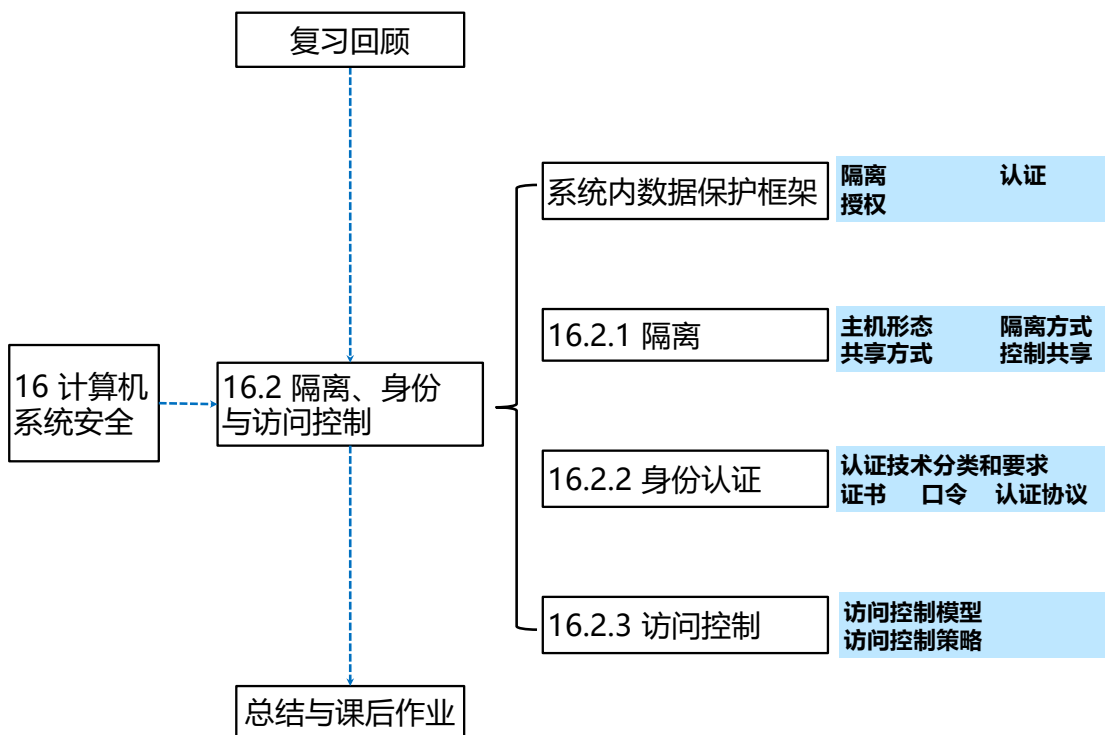 复习回顾
系统内数据保护框架
隔离 认证
授权
16.2.1 隔离
主机形态 隔离方式
共享方式 控制共享
16 计算机
系统安全
16.2 隔离、身份
与访问控制
16.2.2 身份认证
认证技术分类和要求
证书 口令 认证协议
16.2.3 访问控制
访问控制模型
访问控制策略
总结与课后作业